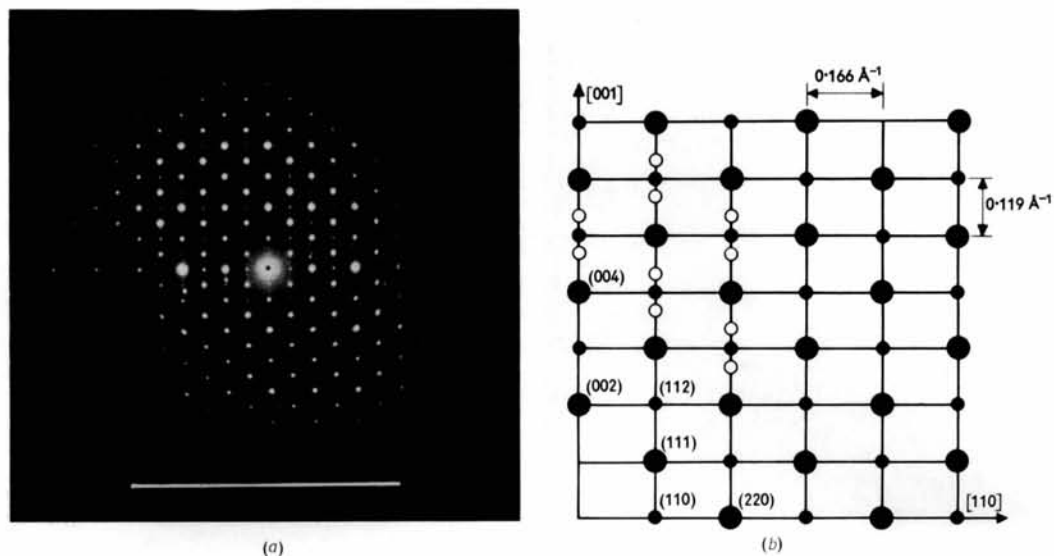 0·166 Å⁻¹
[001]
0·119 Å⁻¹
(004)
(002)
(112)
(111)
(110)
(220)
[110]
(a)
(b)